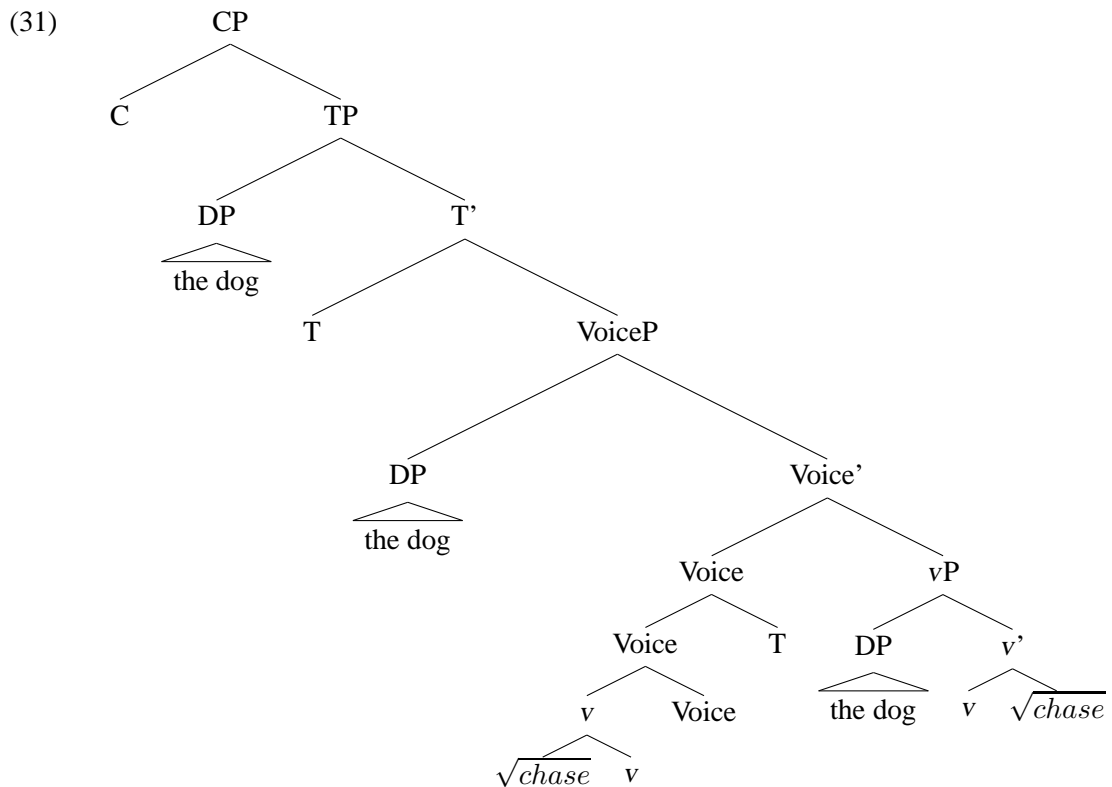 (31) CP
C TP
DP T’
the dog
T VoiceP
DP Voice’
the dog
Voice vP
Voice T DP v’
v Voice the dog v √chase
√chase v